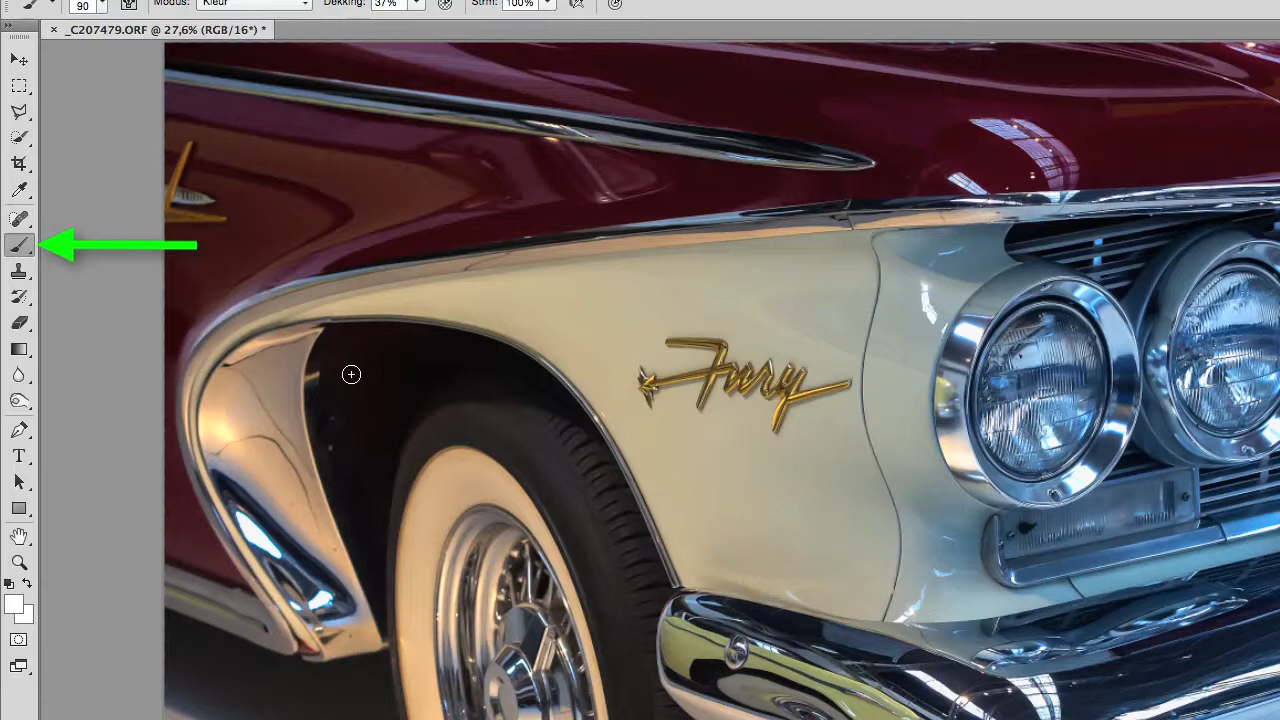 90 Modus: Kleur Dekking: 37% Strm: 100%
× _C207479.ORF @ 27,6% (RGB/16*) *
Fury
T